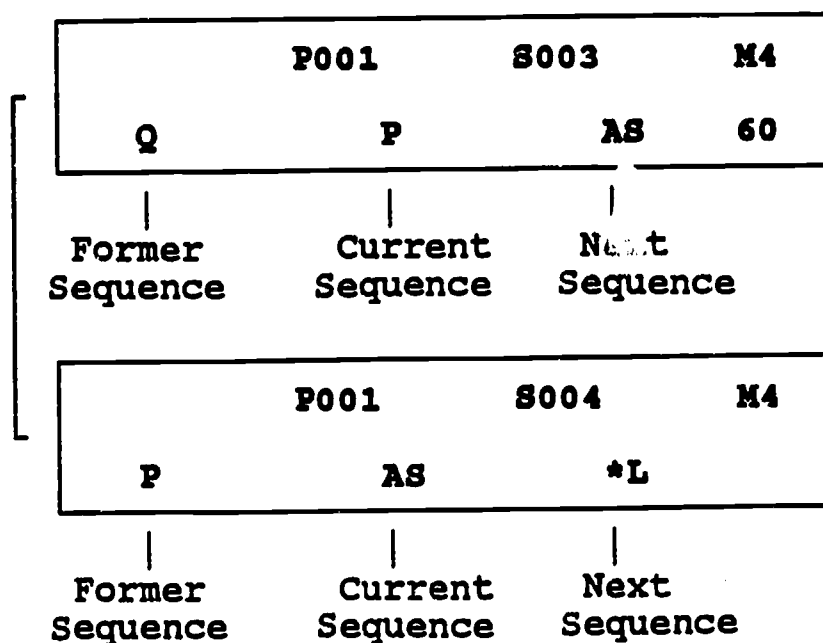 P001 S003 M4
Q P AS 60
Former Current
Sequence Sequence Sequence
P001 S004 M4
P AS *L
Former Current Next
Sequence Sequence Sequence